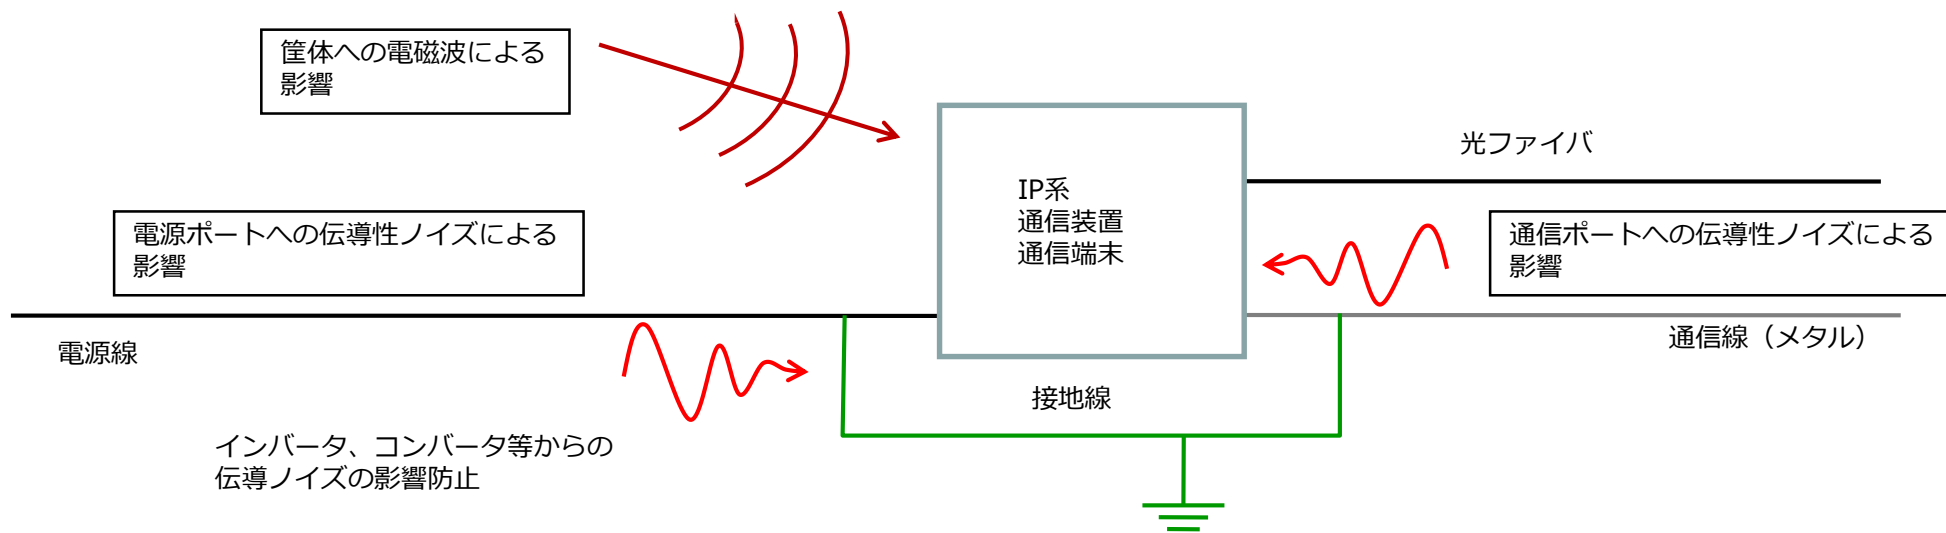 筐体への電磁波による
影響
光ファイバ
IP系
通信装置
通信端末
電源ポートへの伝導性ノイズによる
影響
通信ポートへの伝導性ノイズによる
影響
電源線
通信線（メタル）
接地線
インバータ、コンバータ等からの
伝導ノイズの影響防止